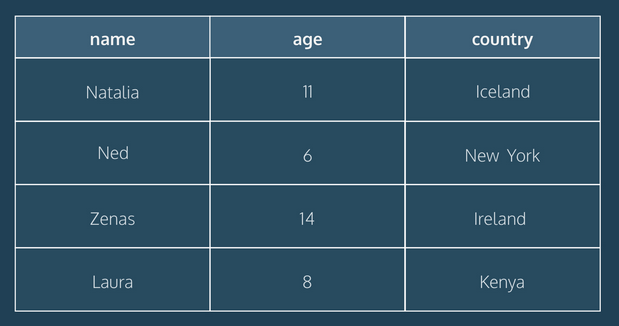 name age country
Natalia 11 Iceland
Ned 6 New York
Zenas 14 Ireland
Laura 8 Kenya